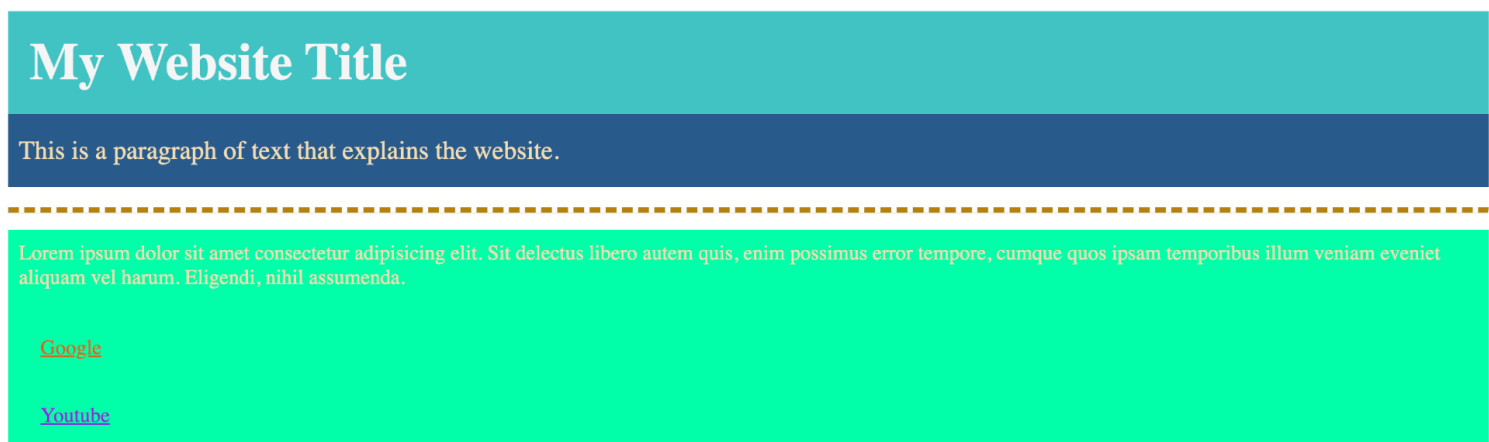 My Website Title
This is a paragraph of text that explains the website.
Lorem ipsum dolor sit amet consectetur adipisicing elit. Sit delectus libero autem quis, enim possimus error tempore, cumque quos ipsam temporibus illum veniam eveniet
aliquam vel harum. Eligendi, nihil assumenda.
Google
Youtube